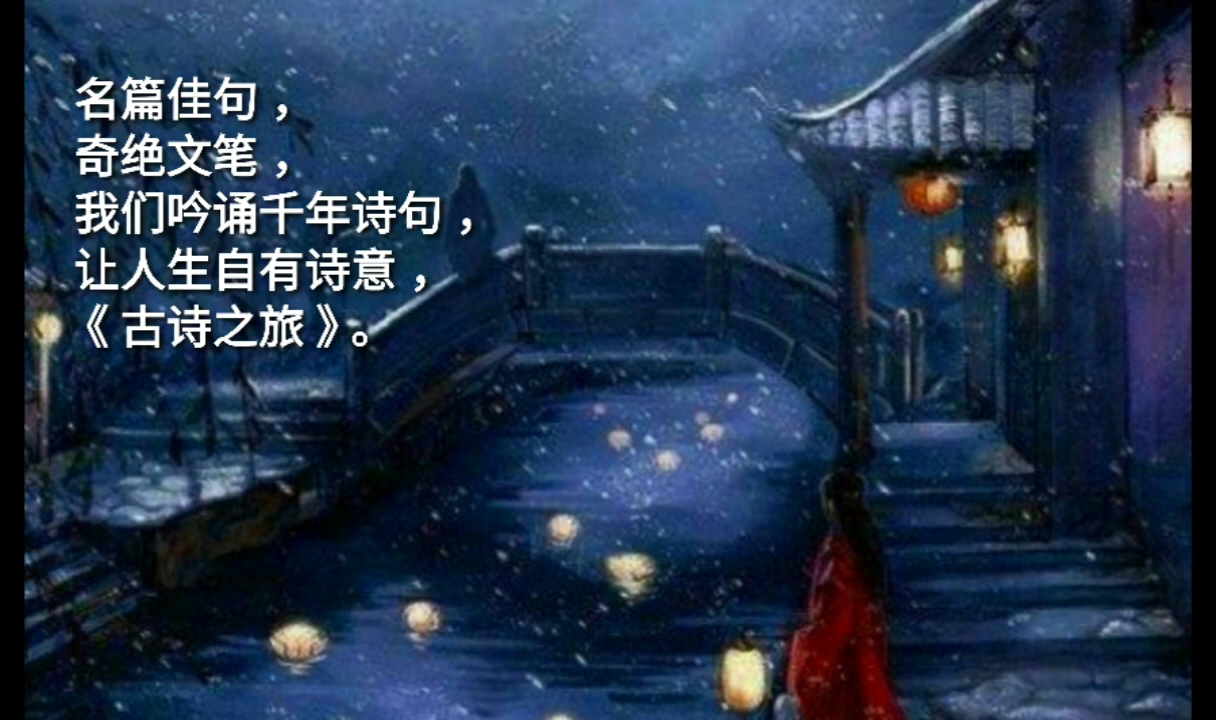 名篇佳句，
奇绝文笔，
我们吟诵千年诗句，
让人生自有诗意，
《古诗之旅》。